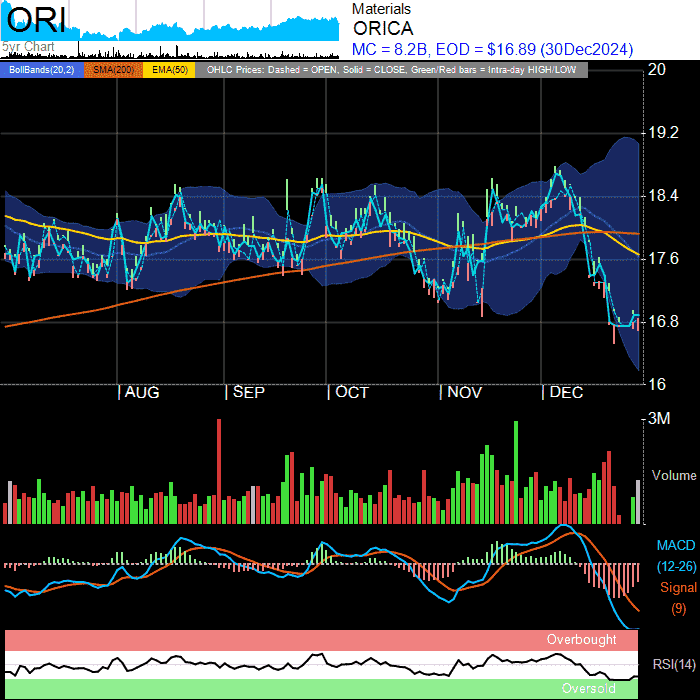 ORI
5yr Chart
Materials
ORICA
MC = 8.2B, EOD = $16.89 (30Dec2024)
BollBands(20,2) SMA(200) EMA(50) OHLC Prices: Dashed = OPEN, Solid = CLOSE, Green/Red bars = Intra-day HIGH/LOW
20
19.2
18.4
17.6
16.8
16
AUG SEP OCT NOV DEC
3M
Volume
MACD
(12-26)
Signal
(9)
Overbought
RSI(14)
Oversold